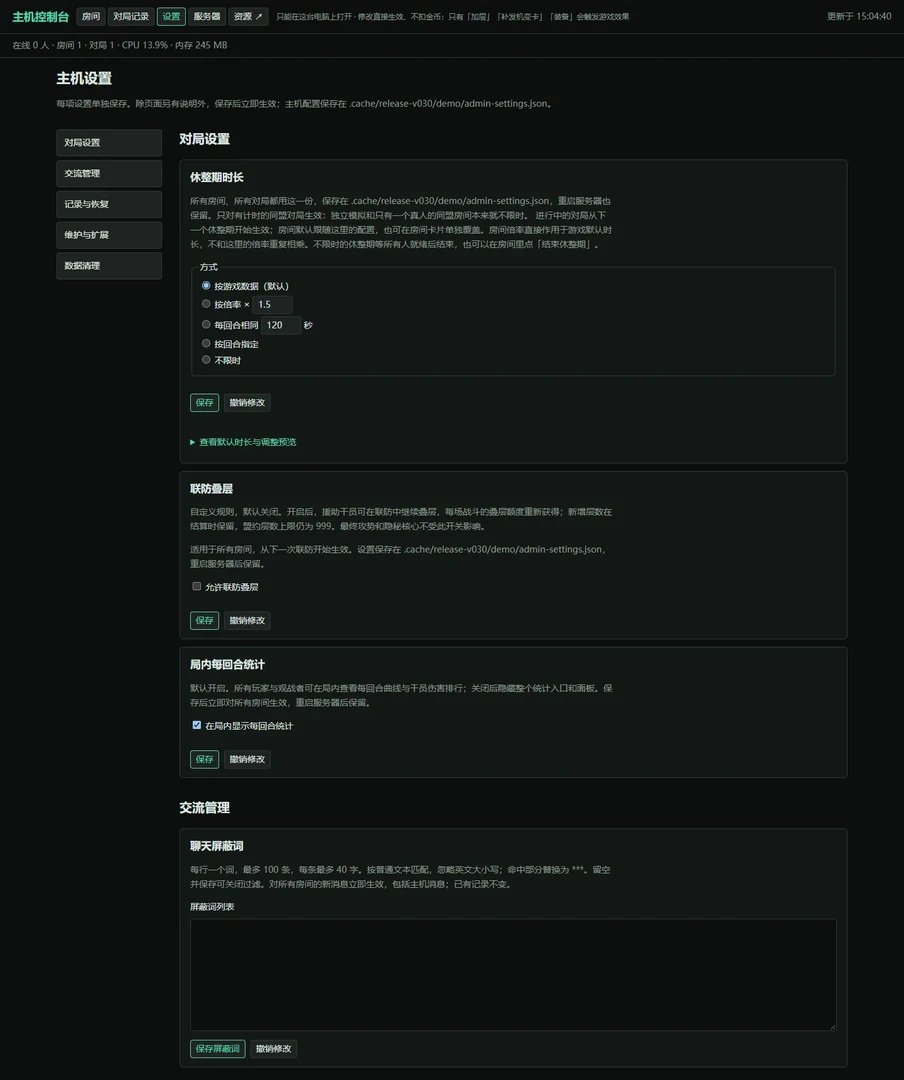 主机控制台 房间 对局记录 设置 服务器 资源 ↗ 只能在这台电脑上打开 · 修改直接生效、不扣金币；只有「加层」「补发机变卡」「装备」会触发游戏效果 更新于 15:04:40
在线 0 人 · 房间 1 · 对局 1 · CPU 13.9% · 内存 245 MB
主机设置
每项设置单独保存。除页面另有说明外，保存后立即生效；主机配置保存在 .cache/release-v030/demo/admin-settings.json。
对局设置
交流管理
记录与恢复
维护与扩展
数据清理
对局设置
休整期时长
所有房间、所有对局都用这一份，保存在 .cache/release-v030/demo/admin-settings.json，重启服务器也
保留。只对有计时的同盟对局生效：独立模拟和只有一个真人的同盟房间本来就不限时。 进行中的对局从下
一个休整期开始生效；房间默认跟随这里的配置，也可在房间卡片单独覆盖。房间倍率直接作用于游戏默认时
长，不和这里的倍率重复相乘。不限时的休整期等所有人就绪后结束，也可以在房间里点「结束休整期」。
方式
按游戏数据（默认）
按倍率 × 1.5
每回合相同 120 秒
按回合指定
不限时
保存 撤销修改
▶ 查看默认时长与调整预览
联防叠层
自定义规则，默认关闭。开启后，援助干员可在联防中继续叠层，每场战斗的叠层额度重新获得；新增层数在
结算时保留，盟约层数上限仍为 999。最终攻势和隐秘核心不受此开关影响。
适用于所有房间，从下一次联防开始生效。设置保存在 .cache/release-v030/demo/admin-settings.json，
重启服务器后保留。
允许联防叠层
保存 撤销修改
局内每回合统计
默认开启。所有玩家与观战者可在局内查看每回合曲线与干员伤害排行；关闭后隐藏整个统计入口和面板。保
存后立即对所有房间生效，重启服务器后保留。
在局内显示每回合统计
保存 撤销修改
交流管理
聊天屏蔽词
每行一个词，最多 100 条，每条最多 40 字。按普通文本匹配，忽略英文大小写；命中部分替换为 ***。留空
并保存可关闭过滤。对所有房间的新消息立即生效，包括主机消息；已有记录不变。
屏蔽词列表
保存屏蔽词 撤销修改